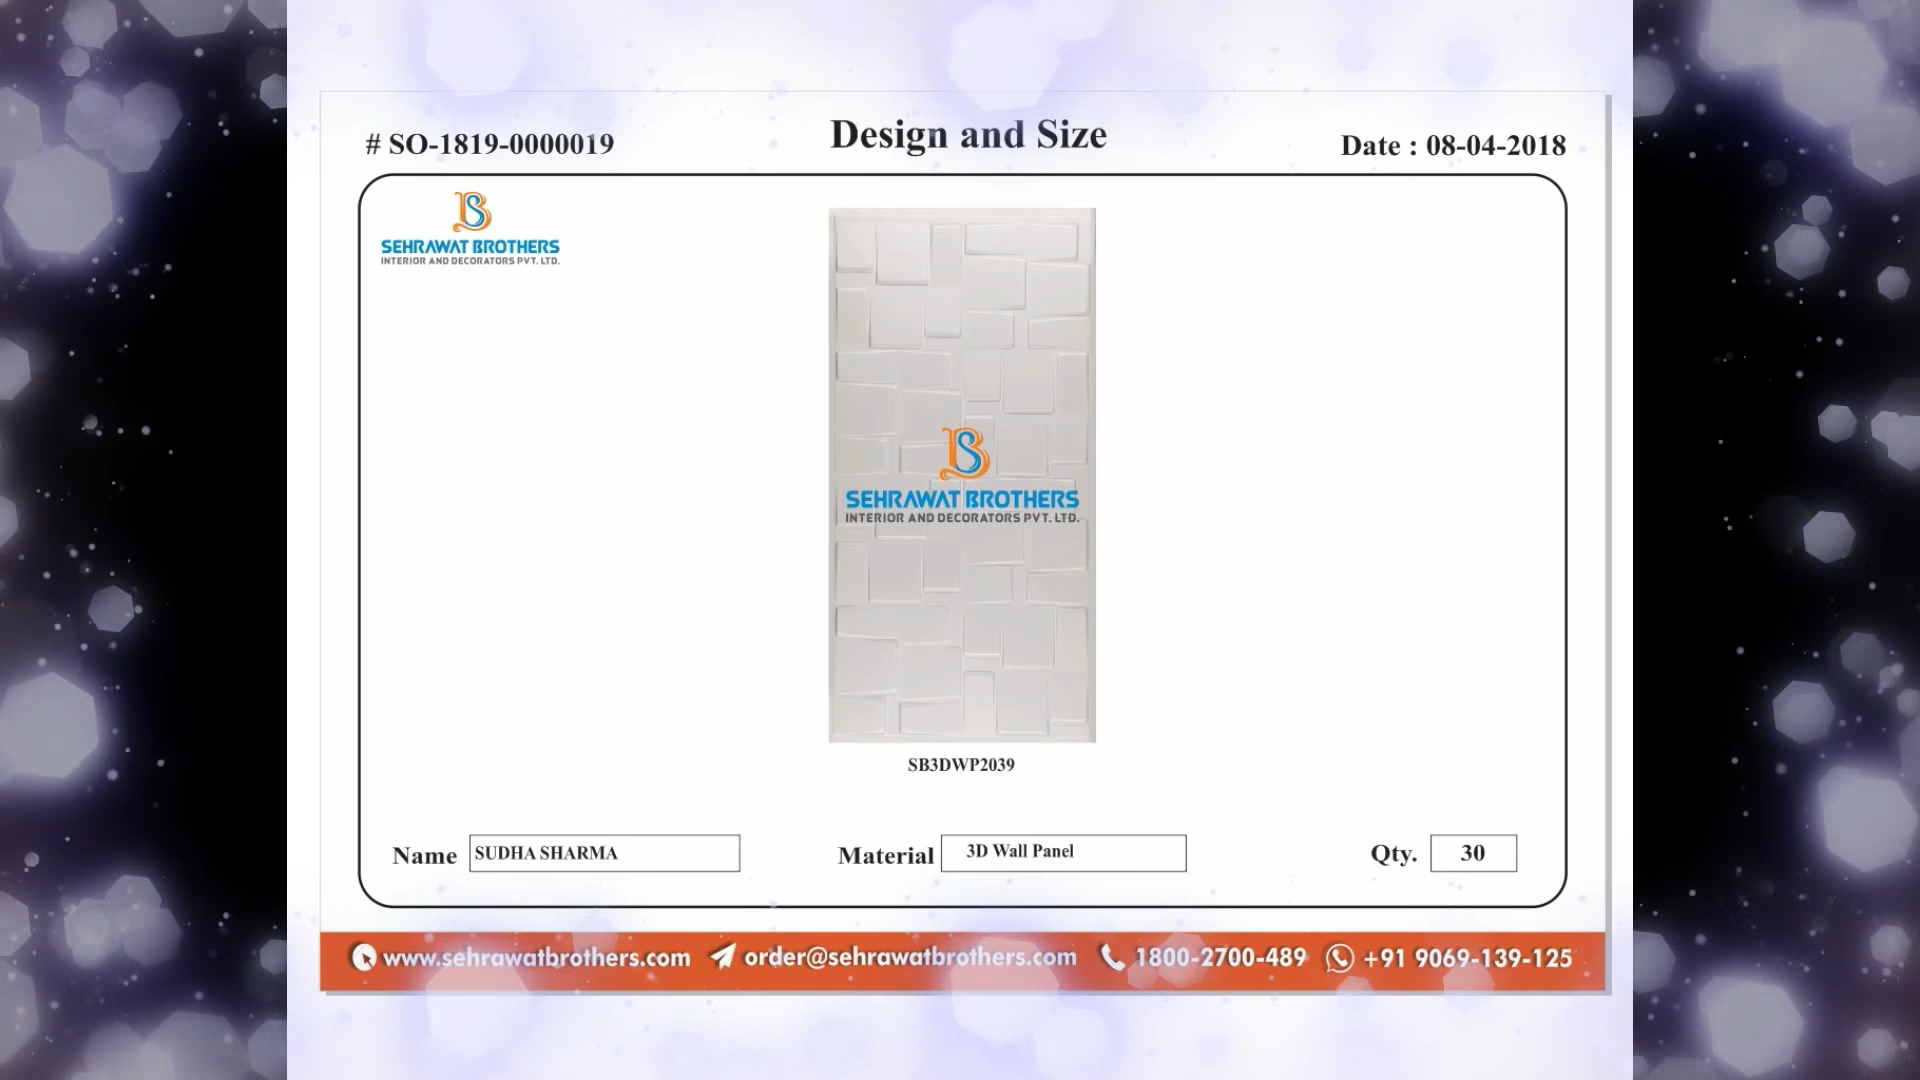 # SO-1819-0000019
Design and Size
Date : 08-04-2018
SEHRAWAT BROTHERS
INTERIOR AND DECORATORS PVT. LTD.
SEHRAWAT BROTHERS
INTERIOR AND DECORATORS PVT. LTD.
SB3DWP2039
Name SUDHA SHARMA
Material 3D Wall Panel
Qty. 30
www.sehrawatbrothers.com order@sehrawatbrothers.com 1800-2700-489 +91 9069-139-125